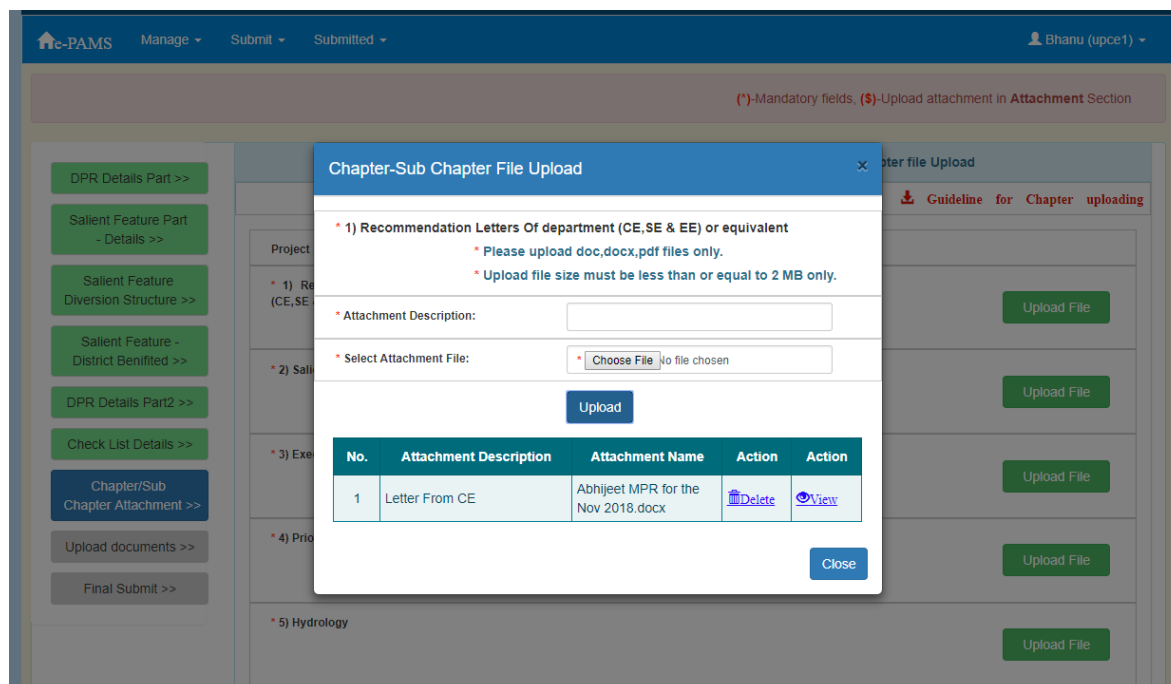 e-PAMS Manage Submit Submitted Bhanu (upce1)
(*)-Mandatory fields, ($)-Upload attachment in Attachment Section
DPR Details Part >>
Salient Feature Part
- Details >>
Salient Feature
Diversion Structure >>
Salient Feature -
District Benifited >>
DPR Details Part2 >>
Check List Details >>
Chapter/Sub
Chapter Attachment >>
Upload documents >>
Final Submit >>
file Upload
Guideline for Chapter uploading
Project
* 1)
(CE,SE
Upload File
* 2)
Upload File
* 3)
Upload File
* 4)
Upload File
* 5) Hydrology
Upload File
Chapter-Sub Chapter File Upload ×
* 1) Recommendation Letters Of department (CE,SE & EE) or equivalent
* Please upload doc,docx,pdf files only.
* Upload file size must be less than or equal to 2 MB only.
* Attachment Description:
* Select Attachment File: * Choose File No file chosen
Upload
No. Attachment Description Attachment Name Action Action
1 Letter From CE Abhijeet MPR for the Delete View
Nov 2018.docx
Close